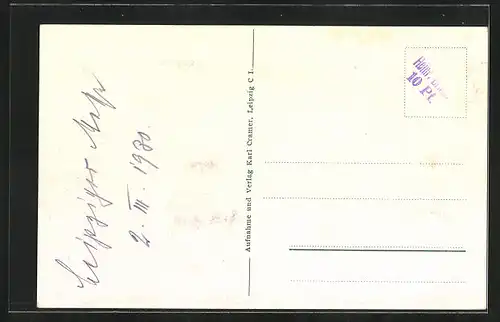 Leipziger Messe
2. III. 1930.
Aufnahme und Verlag Karl Cramer, Leipzig C 1.
10 Pf.